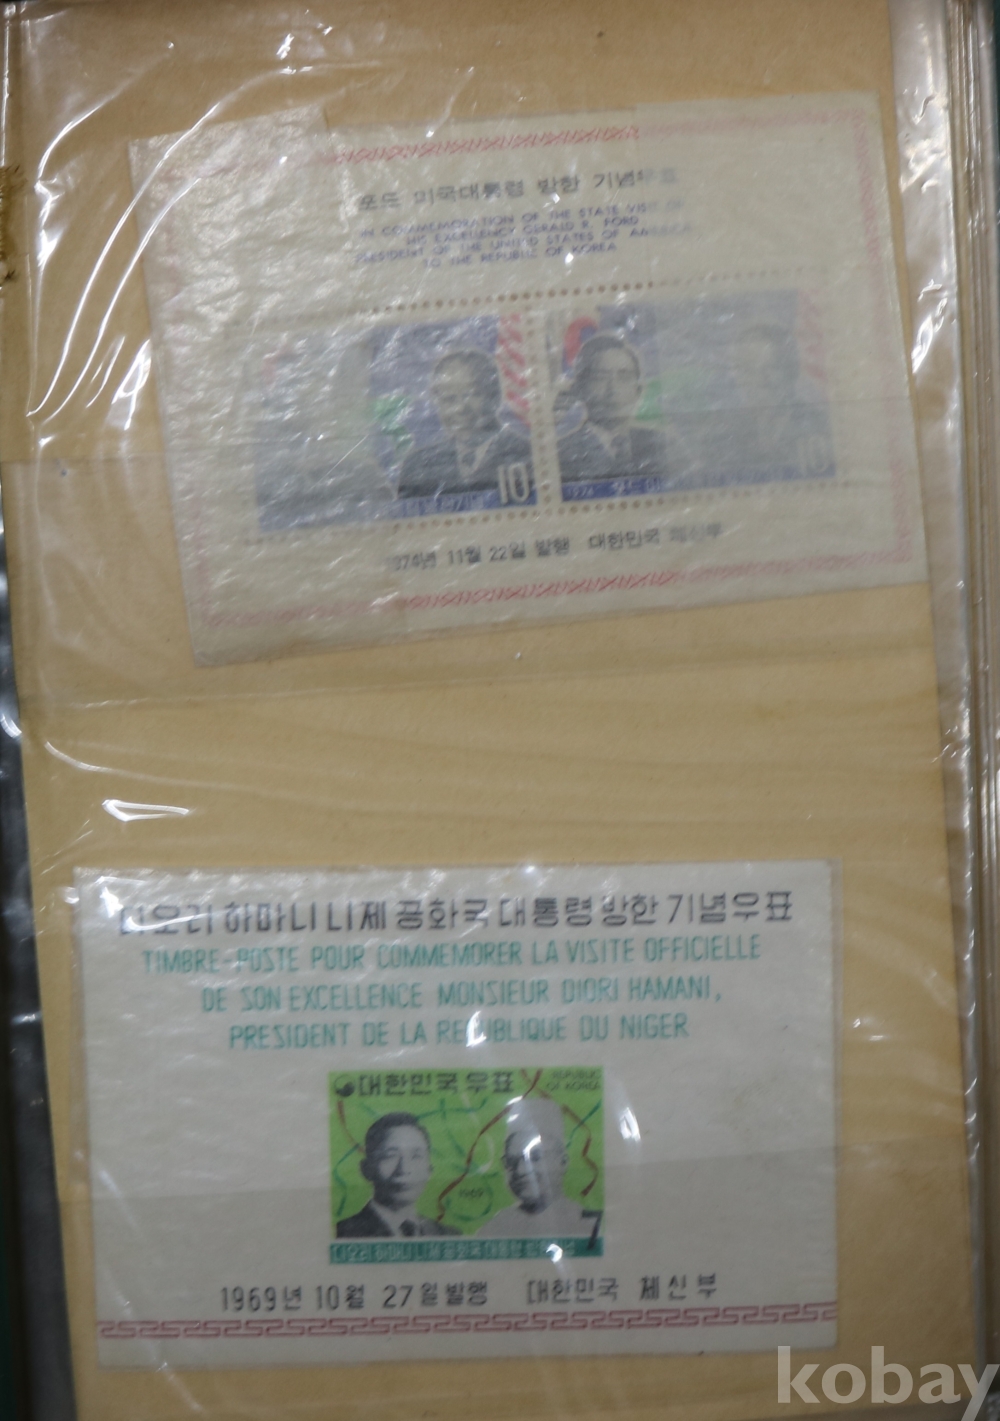 포드 미국대통령 방한 기념우표
IN COMMEMORATION OF THE STATE VISIT OF
HIS EXCELLENCY GERALD R. FORD
PRESIDENT OF THE UNITED STATES OF AMERICA
TO THE REPUBLIC OF KOREA
10
10
1974년 11월 22일 발행 대한민국 체신부
디오리 하마니 니제 공화국 대통령 방한 기념우표
TIMBRE-POSTE POUR COMMEMORER LA VISITE OFFICIELLE
DE SON EXCELLENCE MONSIEUR DIORI HAMANI,
PRESIDENT DE LA REPUBLIQUE DU NIGER
대한민국우표
REPUBLIC
OF KOREA
1969
7
1969년 10월 27일발행 대한민국 체신부
kobay